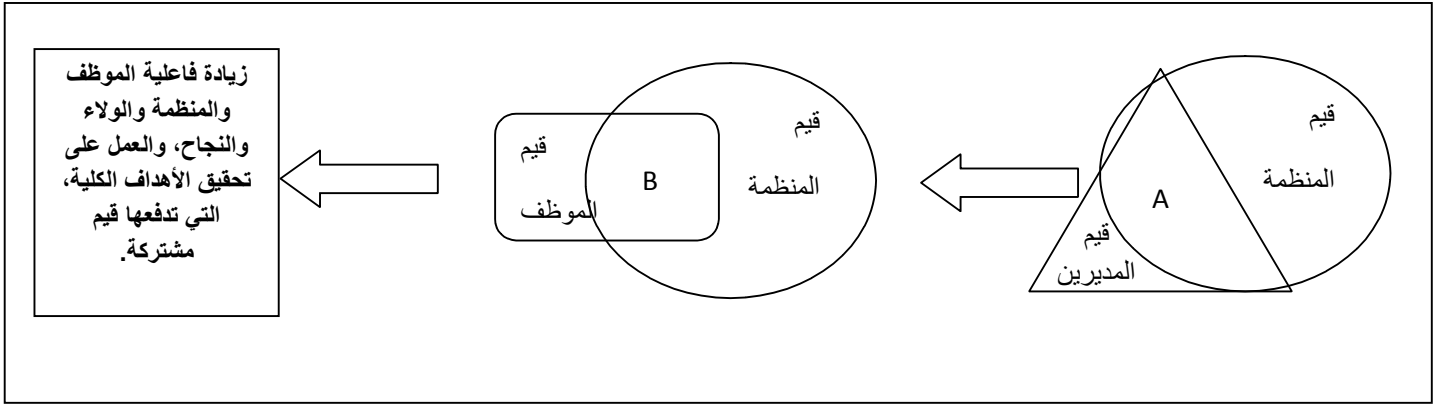 قيم
المنظمة
A
قيم
المديرين
قيم
المنظمة
B
قيم
الموظف
زيادة فاعلية الموظف
والمنظمة والولاء
والنجاح، والعمل على
تحقيق الأهداف الكلية،
التي تدفعها قيم
مشتركة.